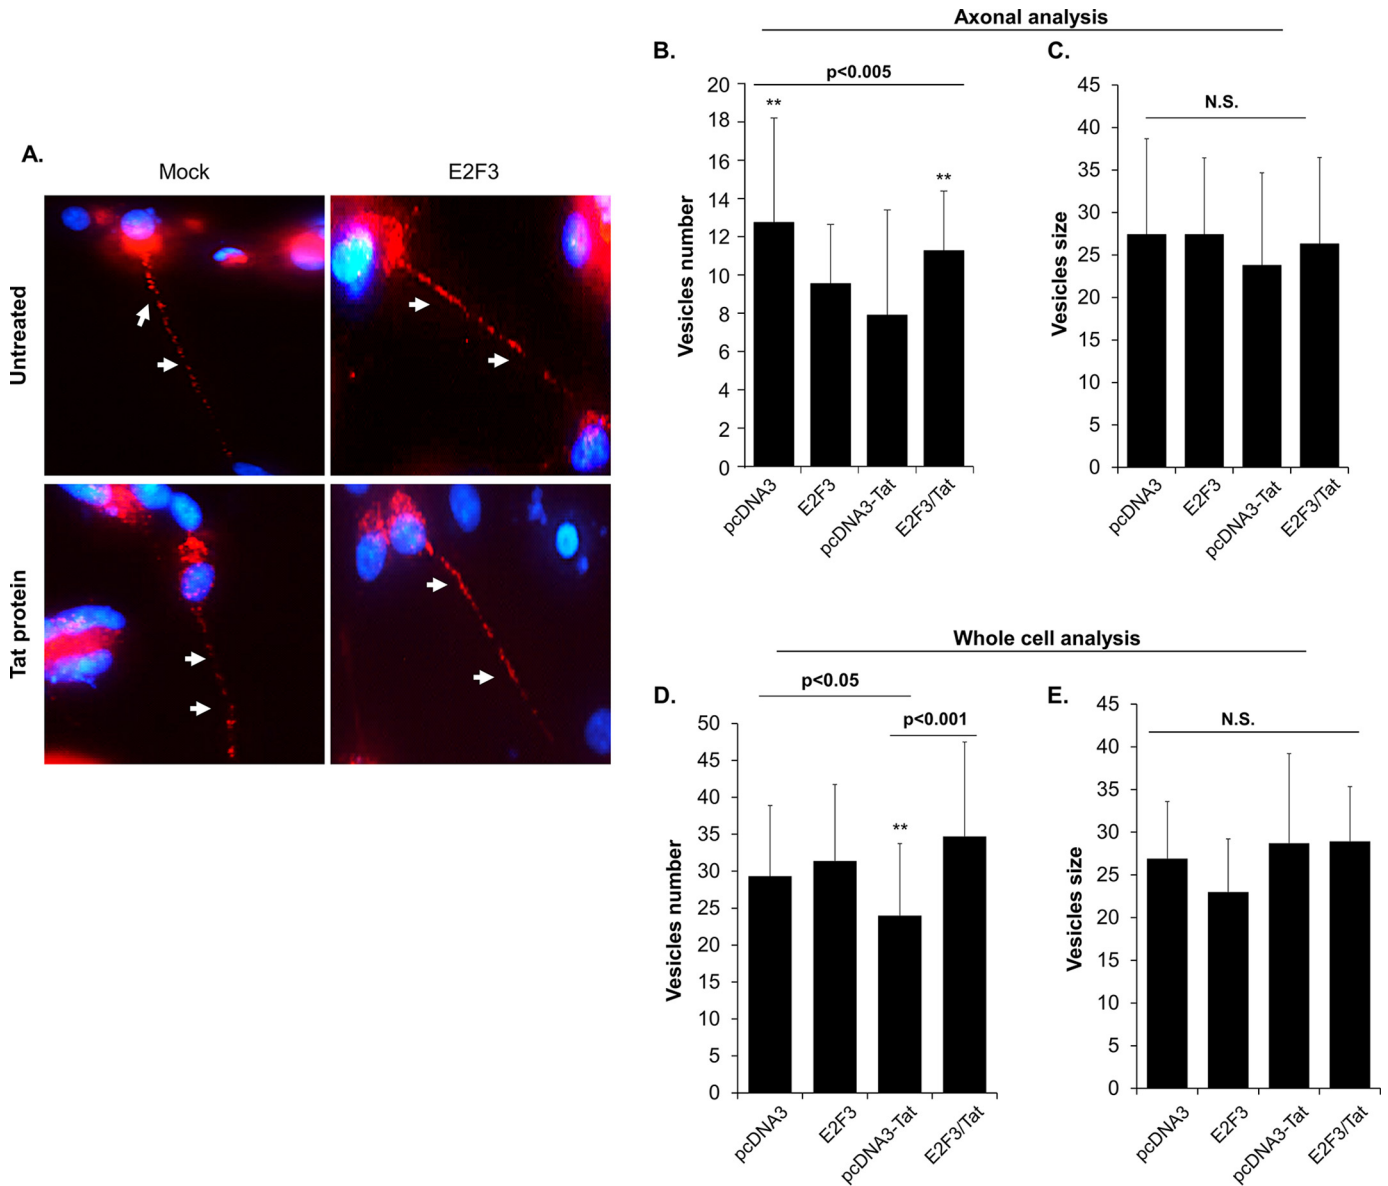 A.
Mock
E2F3
Untreated
Tat protein
Axonal analysis
B.
p<0.005
**
**
Vesicles number
20
18
16
14
12
10
8
6
4
2
0
pcDNA3
E2F3
pcDNA3-Tat
E2F3/Tat
C.
N.S.
Vesicles size
45
40
35
30
25
20
15
10
5
0
pcDNA3
E2F3
pcDNA3-Tat
E2F3/Tat
Whole cell analysis
D.
p<0.05
p<0.001
**
Vesicles number
50
45
40
35
30
25
20
15
10
5
0
pcDNA3
E2F3
pcDNA3-Tat
E2F3/Tat
E.
N.S.
Vesicles size
45
40
35
30
25
20
15
10
5
0
pcDNA3
E2F3
pcDNA3-Tat
E2F3/Tat